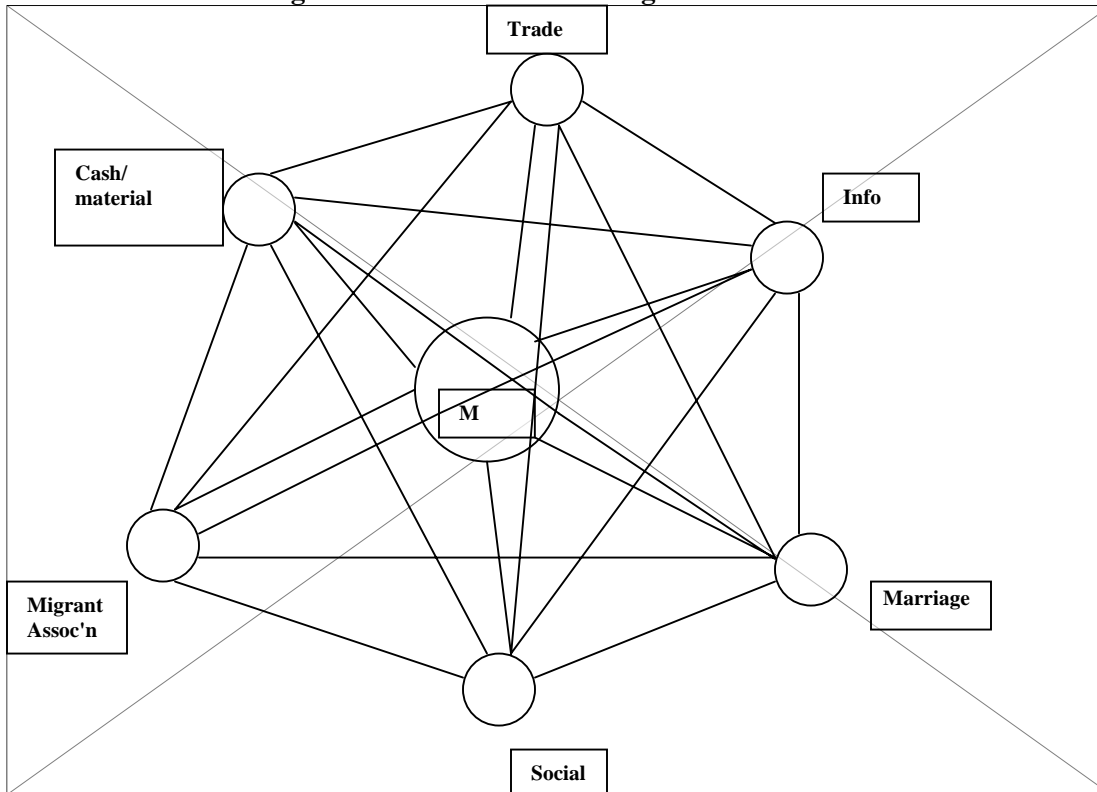 Trade
Cash/
material
Info
M
Migrant
Assoc'n
Marriage
Social